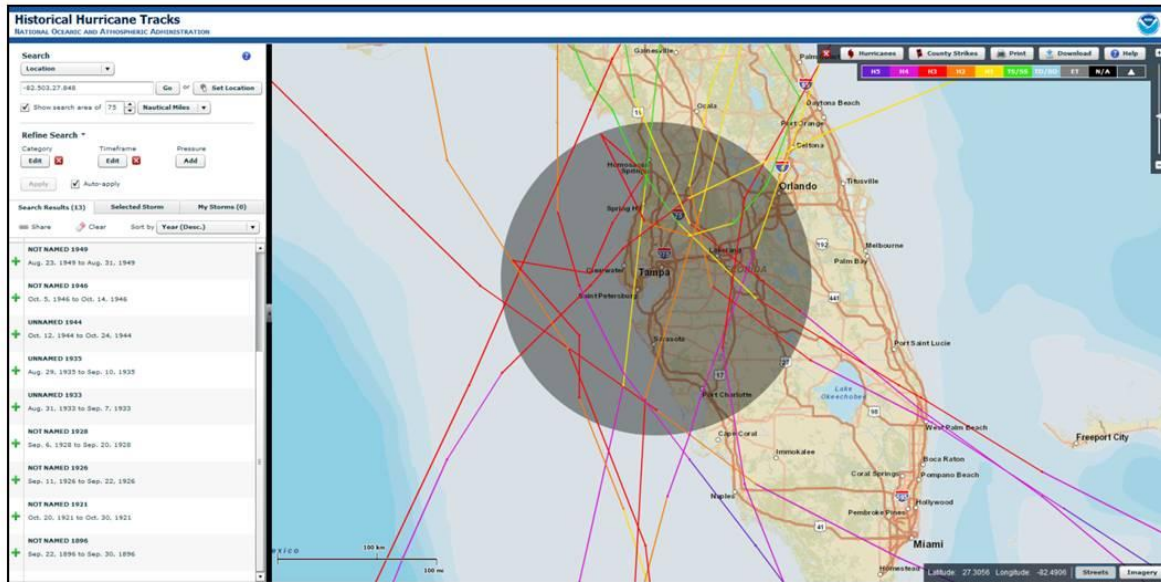 Historical Hurricane Tracks
NATIONAL OCEANIC AND ATHMOSPHERIC ADMINISTRATION
Search
Location
-82.503,27.848
Go or Set Location
Show search area of 75 Nautical Miles
Refine Search
Category Timeframe Pressure
Edit Edit Add
Apply Auto-apply
Search Results (13) Selected Storm My Storms (0)
Share Clear Sort by Year (Desc.)
NOT NAMED 1949
Aug. 23, 1949 to Aug. 31, 1949
NOT NAMED 1946
Oct. 5, 1946 to Oct. 14, 1946
UNNAMED 1944
Oct. 12, 1944 to Oct. 24, 1944
UNNAMED 1935
Aug. 29, 1935 to Sep. 10, 1935
UNNAMED 1933
Aug. 31, 1933 to Sep. 7, 1933
NOT NAMED 1928
Sep. 6, 1928 to Sep. 20, 1928
NOT NAMED 1926
Sep. 11, 1926 to Sep. 22, 1926
NOT NAMED 1921
Oct. 20, 1921 to Oct. 30, 1921
NOT NAMED 1896
Sep. 22, 1896 to Sep. 30, 1896
Hurricanes County Strikes Print Download Help
H5 H4 H3 H2 H1 TS/SS TD/SD ET N/A
Gainesville
Ocala
Daytona Beach
Port Orange
Deltona
Homosassa Springs
Orlando
Titusville
Spring
Lakeland
192
Melbourne
Palm Bay
Clearwater
Tampa
FLORIDA
Saint Petersburg
441
Sarasota
Port Saint Lucie
27
17
Port Charlotte
Lake Okeechobee
98
West Palm Beach
Cape Coral
Freeport City
Immokalee
Boca Raton
Coral Springs
Pompano Beach
Naples
Hollywood
Pembroke Pines
41
Miami
Homestead
exico
100 km
100 mi
Latitude: 27.3056 Longitude: -82.4906 Streets Imagery